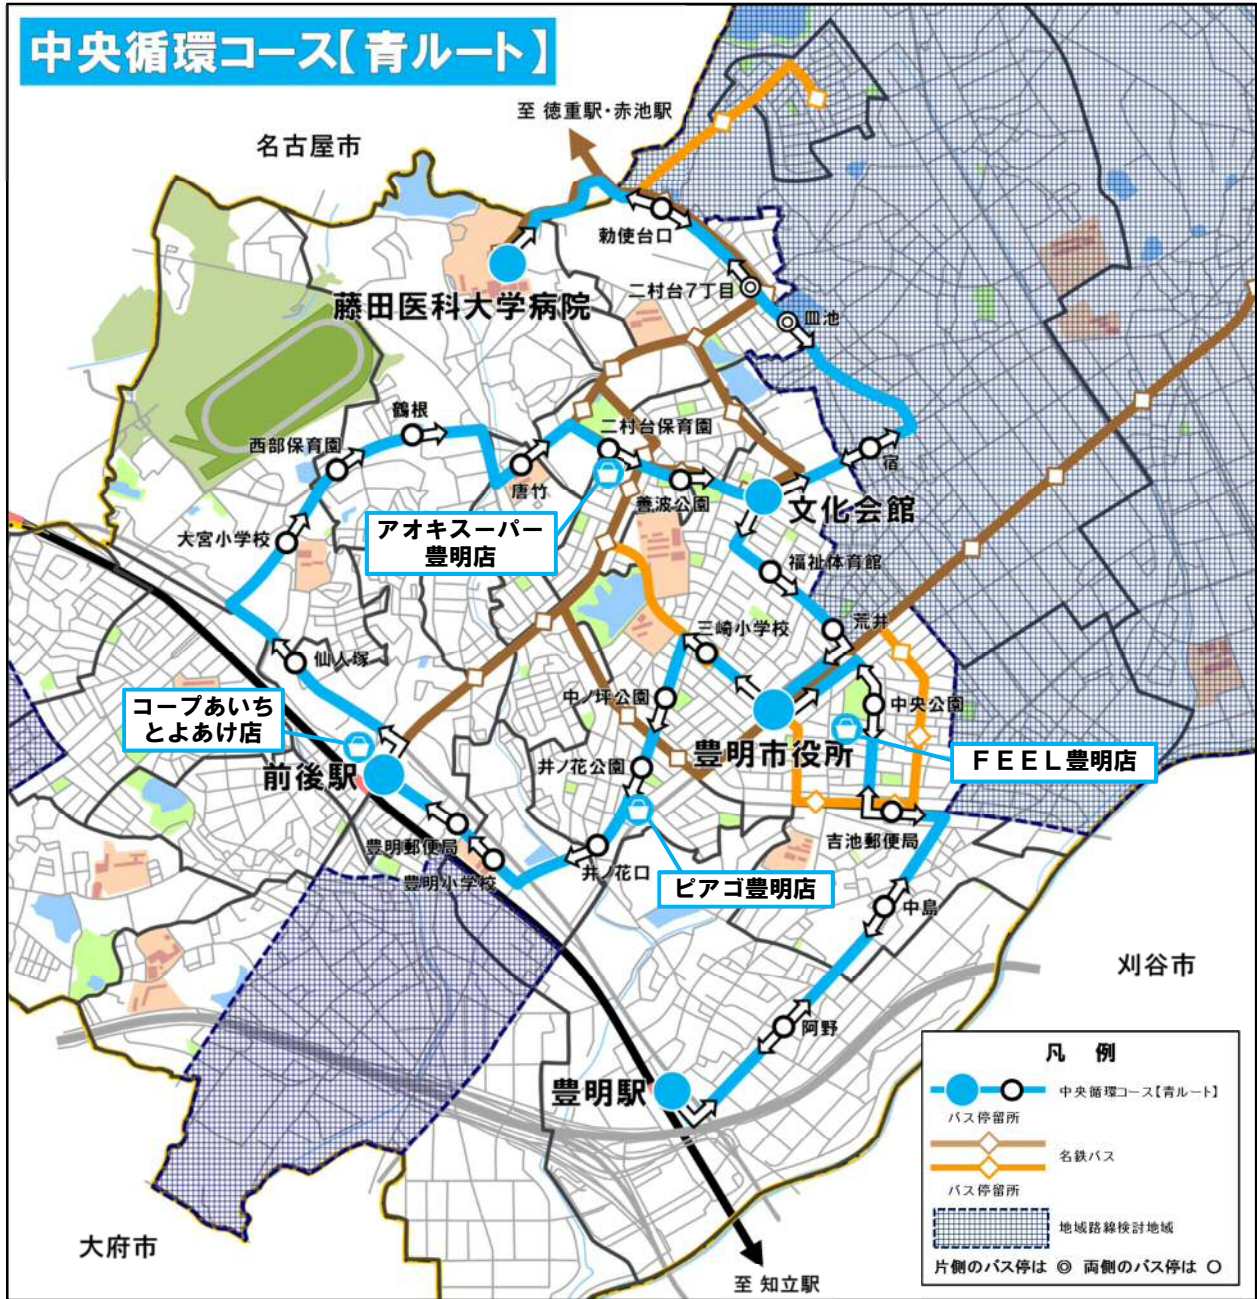 中央循環コース【青ルート】
至 徳重駅・赤池駅
名古屋市
勅使台口
二村台7丁目
藤田医科大学病院
皿池
鶴根
西部保育園
二村台保育園
宿
唐竹
善波公園
文化会館
アオキスーパー
豊明店
大宮小学校
福祉体育館
荒井
三崎小学校
仙人塚
中ノ坪公園
中央公園
コープあいち
とよあけ店
豊明市役所
FEEL豊明店
前後駅
井ノ花公園
豊明郵便局
吉池郵便局
豊明小学校
井ノ花口
ピアゴ豊明店
中島
刈谷市
阿野
豊明駅
大府市
至 知立駅
凡 例
中央循環コース【青ルート】
バス停留所
名鉄バス
バス停留所
地域路線検討地域
片側のバス停は ◎ 両側のバス停は ○